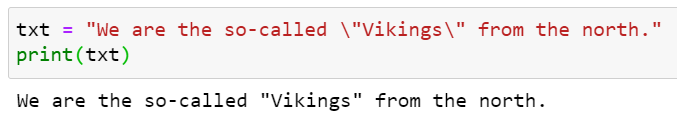 txt = "We are the so-called \"Vikings\" from the north."
print(txt)
We are the so-called "Vikings" from the north.